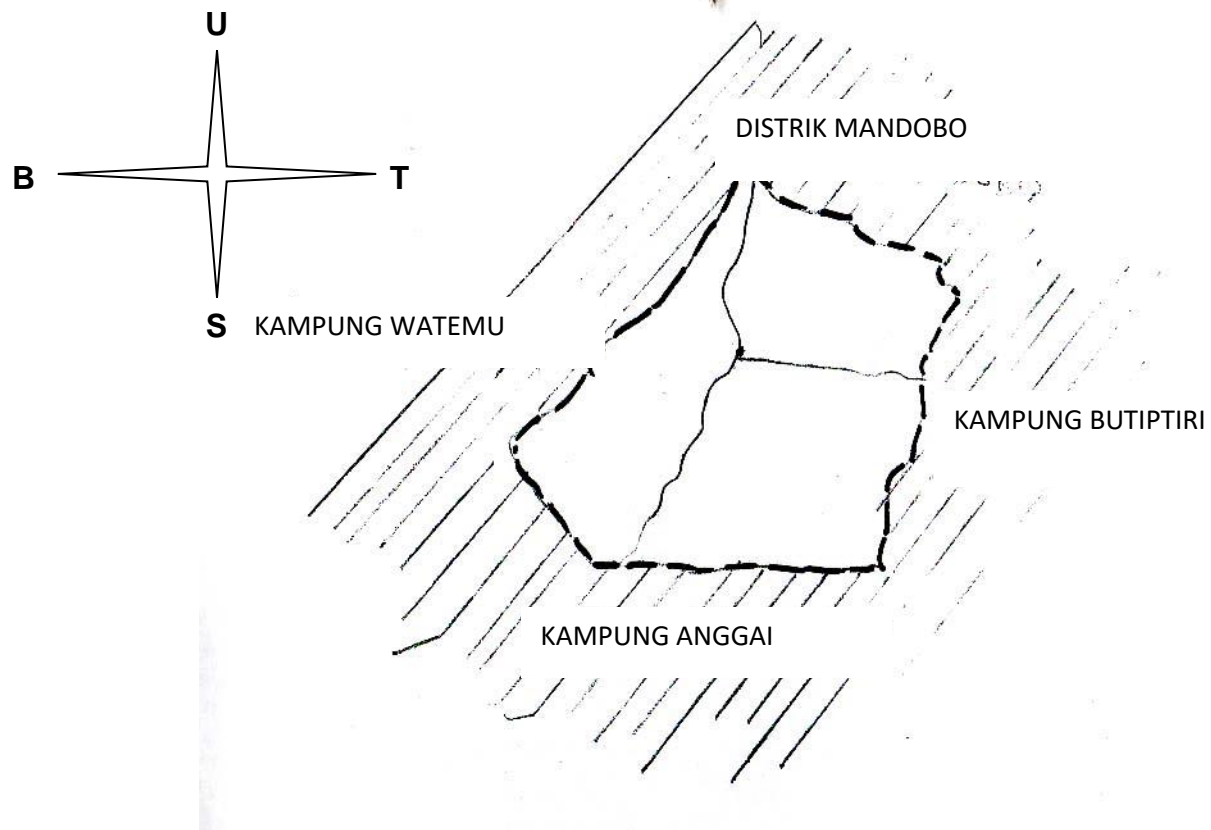 U
DISTRIK MANDOBO
B
T
S
KAMPUNG WATEMU
KAMPUNG BUTIPTIRI
KAMPUNG ANGGAI